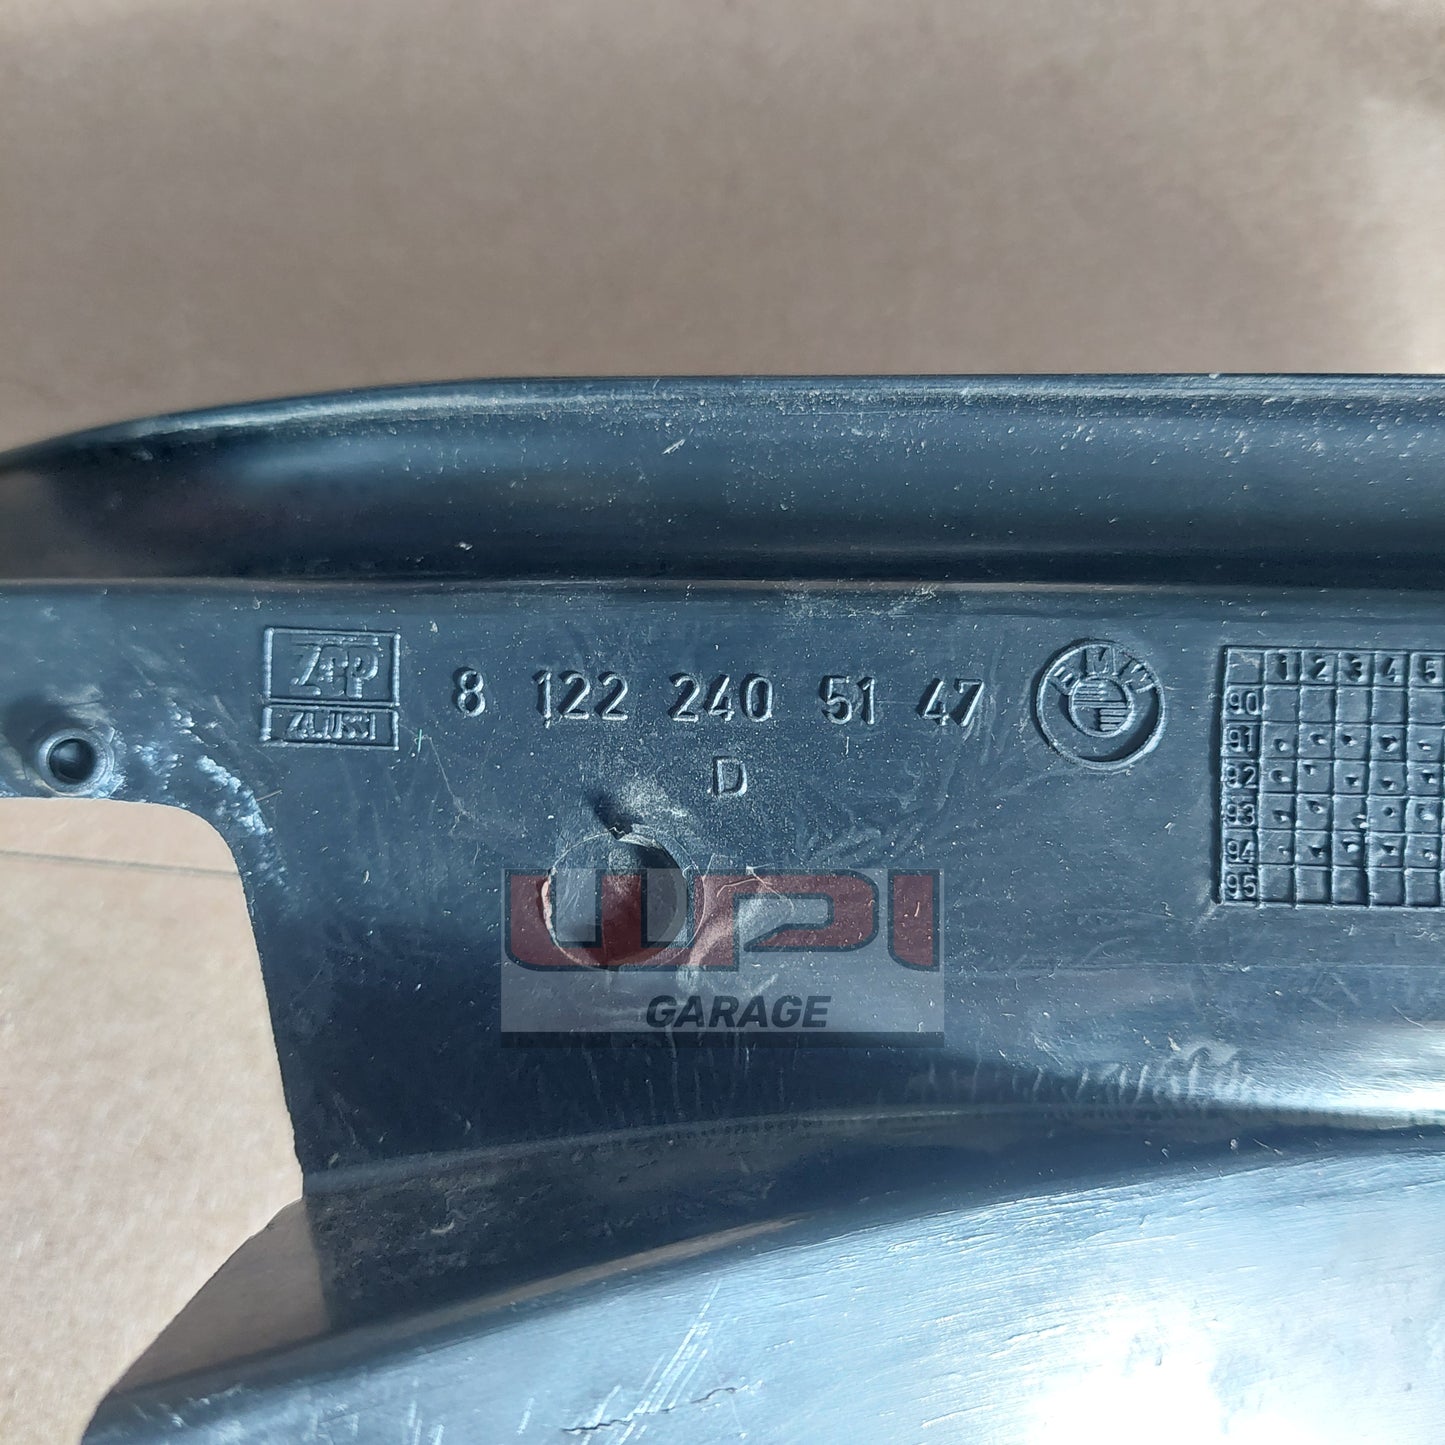 Z+P
ZANUSSI
8 122 240 51 47
D
BMW
1 2 3 4 5
90
91
92
93
94
95
WPI
GARAGE